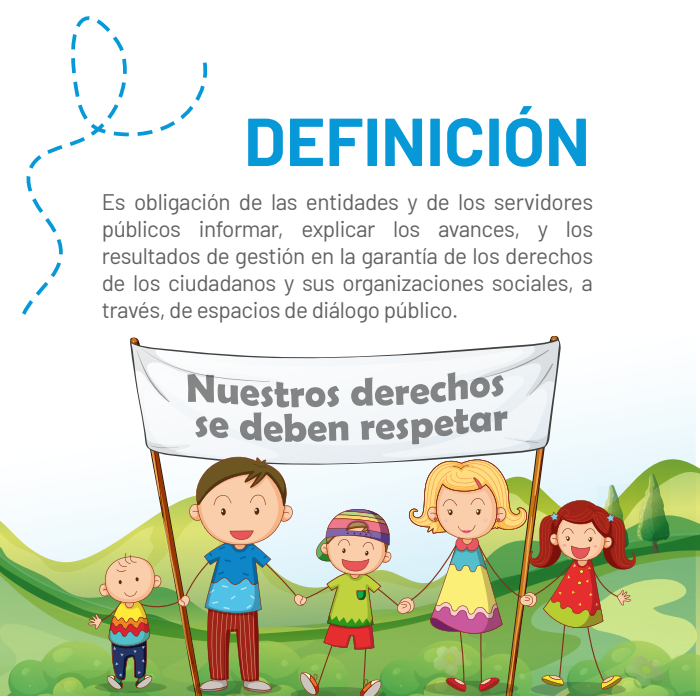 DEFINICIÓN
Es obligación de las entidades y de los servidores
públicos informar, explicar los avances, y los
resultados de gestión en la garantía de los derechos
de los ciudadanos y sus organizaciones sociales, a
través, de espacios de diálogo público.
Nuestros derechos
se deben respetar